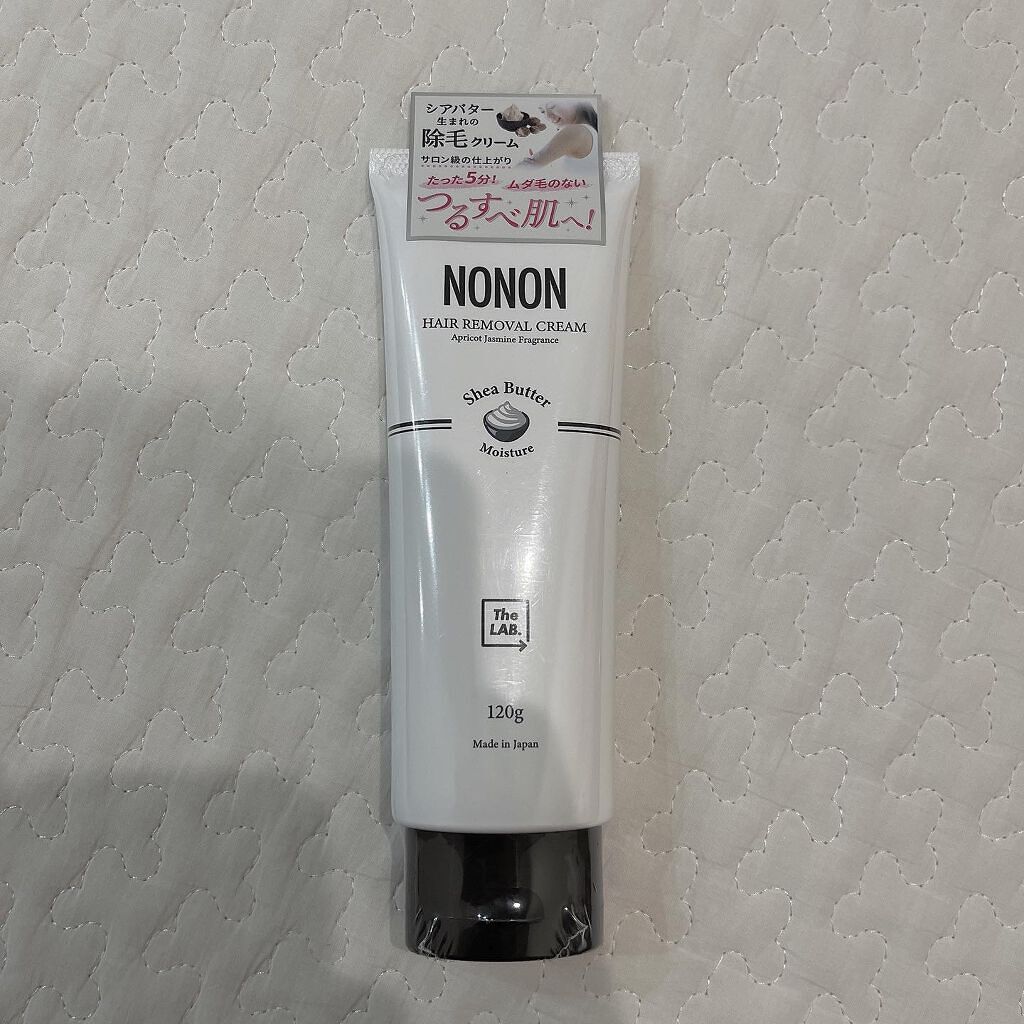 シアバター
生まれの
除毛クリーム
サロン級の仕上がり
たった5分! ムダ毛のない
つるすべ肌へ!
NONON
HAIR REMOVAL CREAM
Apricot Jasmine Fragrance
Shea Butter
Moisture
The
LAB.
120g
Made in Japan